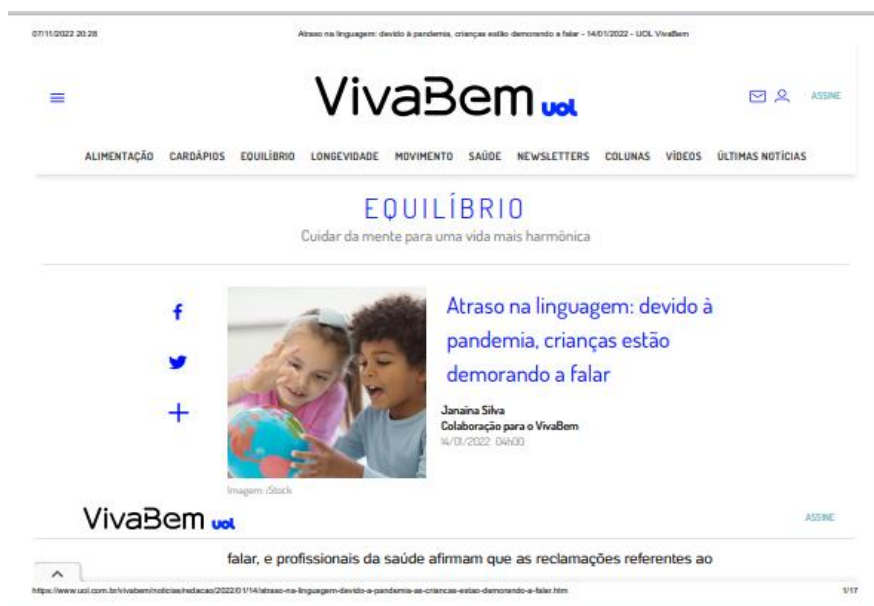 07/11/2022 20:28 Atraso na linguagem: devido à pandemia, crianças estão demorando a falar - 14/01/2022 - UOL VivaBem
VivaBem uol
ASSINE
ALIMENTAÇÃO CARDÁPIOS EQUILÍBRIO LONGEVIDADE MOVIMENTO SAÚDE NEWSLETTERS COLUNAS VÍDEOS ÚLTIMAS NOTÍCIAS
EQUILÍBRIO
Cuidar da mente para uma vida mais harmônica
Atraso na linguagem: devido à
pandemia, crianças estão
demorando a falar
Janaína Silva
Colaboração para o VivaBem
14/01/2022 04h00
Imagem: iStock
VivaBem uol
ASSINE
falar, e profissionais da saúde afirmam que as reclamações referentes ao
https://www.uol.com.br/vivabem/noticias/redacao/2022/01/14/atraso-na-linguagem-devido-a-pandemia-as-criancas-estao-demorando-a-falar.htm 1/17